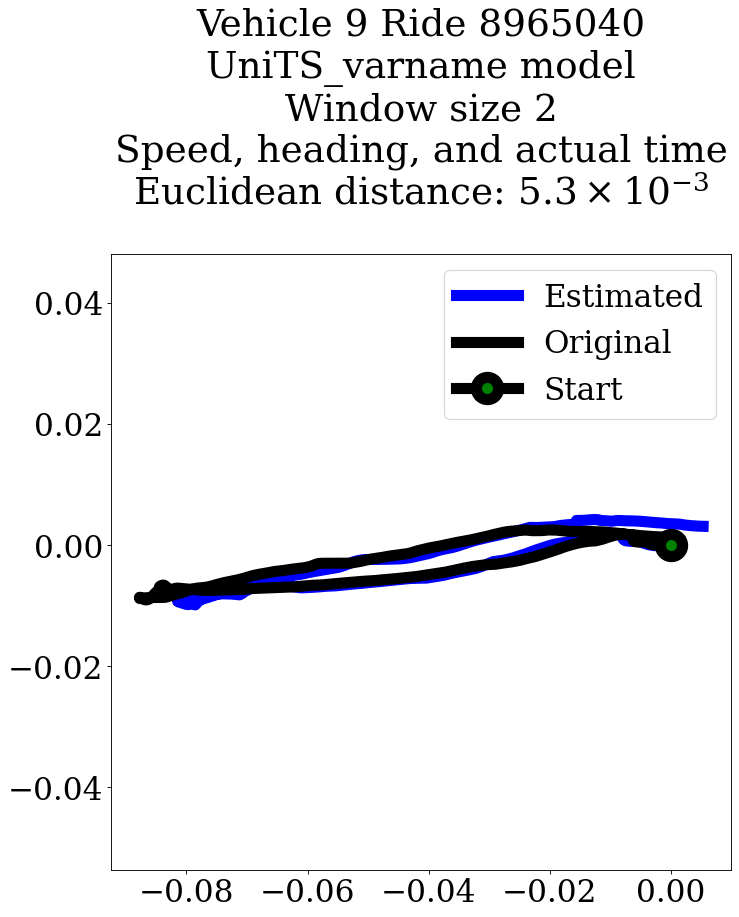 Vehicle 9 Ride 8965040
UniTS_varname model
Window size 2
Speed, heading, and actual time
Euclidean distance: 5.3 × 10⁻³
Estimated
Original
Start
0.04
0.02
0.00
−0.02
−0.04
−0.08 −0.06 −0.04 −0.02 0.00